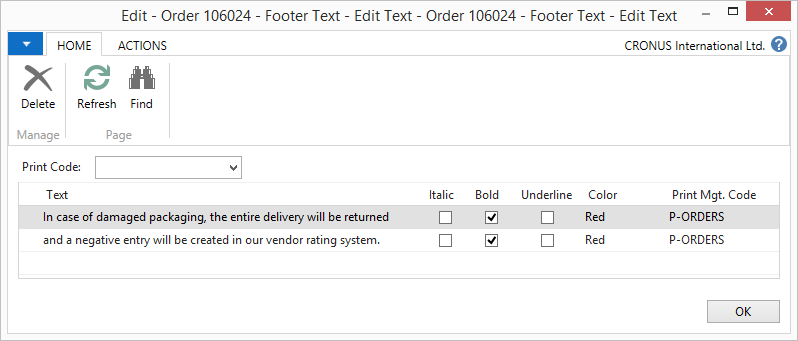 Edit - Order 106024 - Footer Text - Edit Text - Order 106024 - Footer Text - Edit Text
HOME ACTIONS CRONUS International Ltd. ?
Delete Refresh Find
Manage Page
Print Code:
Text Italic Bold Underline Color Print Mgt. Code
In case of damaged packaging, the entire delivery will be returned Red P-ORDERS
and a negative entry will be created in our vendor rating system. Red P-ORDERS
OK